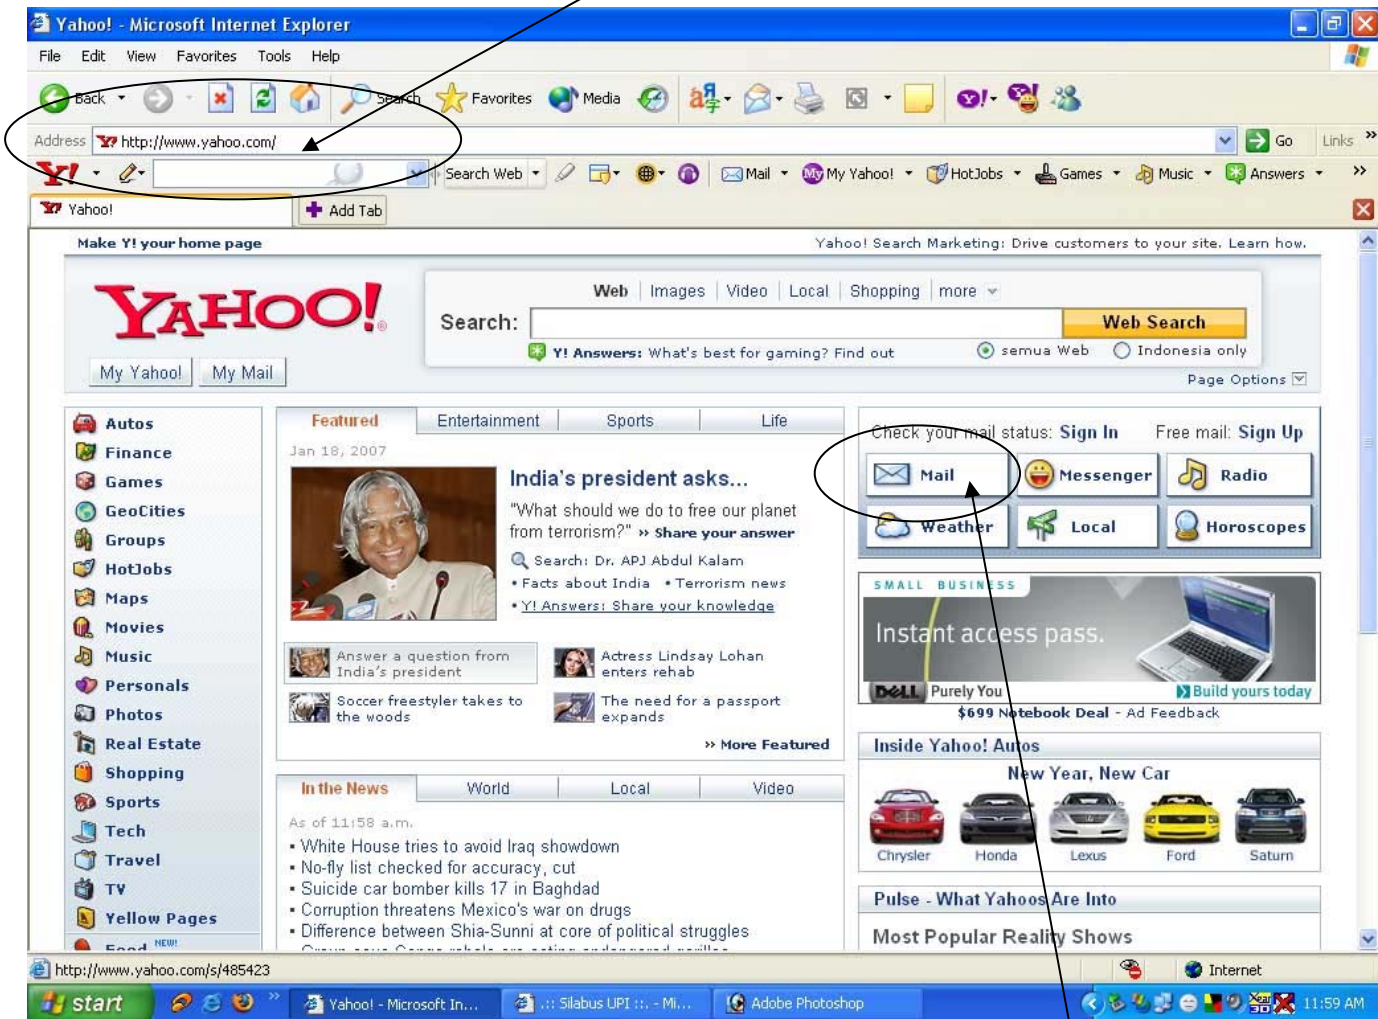 Yahoo! - Microsoft Internet Explorer
File Edit View Favorites Tools Help
Back Search Favorites Media
Address http://www.yahoo.com/ Go Links »
Y! Search Web Mail My Yahoo! HotJobs Games Music Answers »
Yahoo! Add Tab
Make Y! your home page Yahoo! Search Marketing: Drive customers to your site. Learn how.
YAHOO!
Web | Images | Video | Local | Shopping | more
Search: Web Search
Y! Answers: What's best for gaming? Find out semua Web Indonesia only
My Yahoo! My Mail
Page Options
Autos
Finance
Games
GeoCities
Groups
HotJobs
Maps
Movies
Music
Personals
Photos
Real Estate
Shopping
Sports
Tech
Travel
TV
Yellow Pages
Food NEW!
Featured Entertainment Sports Life
Jan 18, 2007
India's president asks...
"What should we do to free our planet
from terrorism?" » Share your answer
Search: Dr. APJ Abdul Kalam
• Facts about India • Terrorism news
• Y! Answers: Share your knowledge
Answer a question from
India's president
Actress Lindsay Lohan
enters rehab
Soccer freestyler takes to
the woods
The need for a passport
expands
» More Featured
In the News World Local Video
As of 11:58 a.m.
• White House tries to avoid Iraq showdown
• No-fly list checked for accuracy, cut
• Suicide car bomber kills 17 in Baghdad
• Corruption threatens Mexico's war on drugs
• Difference between Shia-Sunni at core of political struggles
Check your mail status: Sign In Free mail: Sign Up
Mail Messenger Radio
Weather Local Horoscopes
SMALL BUSINESS
Instant access pass.
DELL Purely You Build yours today
$699 Notebook Deal - Ad Feedback
Inside Yahoo! Autos
New Year, New Car
Chrysler Honda Lexus Ford Saturn
Pulse - What Yahoos Are Into
Most Popular Reality Shows
http://www.yahoo.com/s/485423 Internet
start » Yahoo! - Microsoft In... .:: Silabus UPI ::. - Mi... Adobe Photoshop 11:59 AM